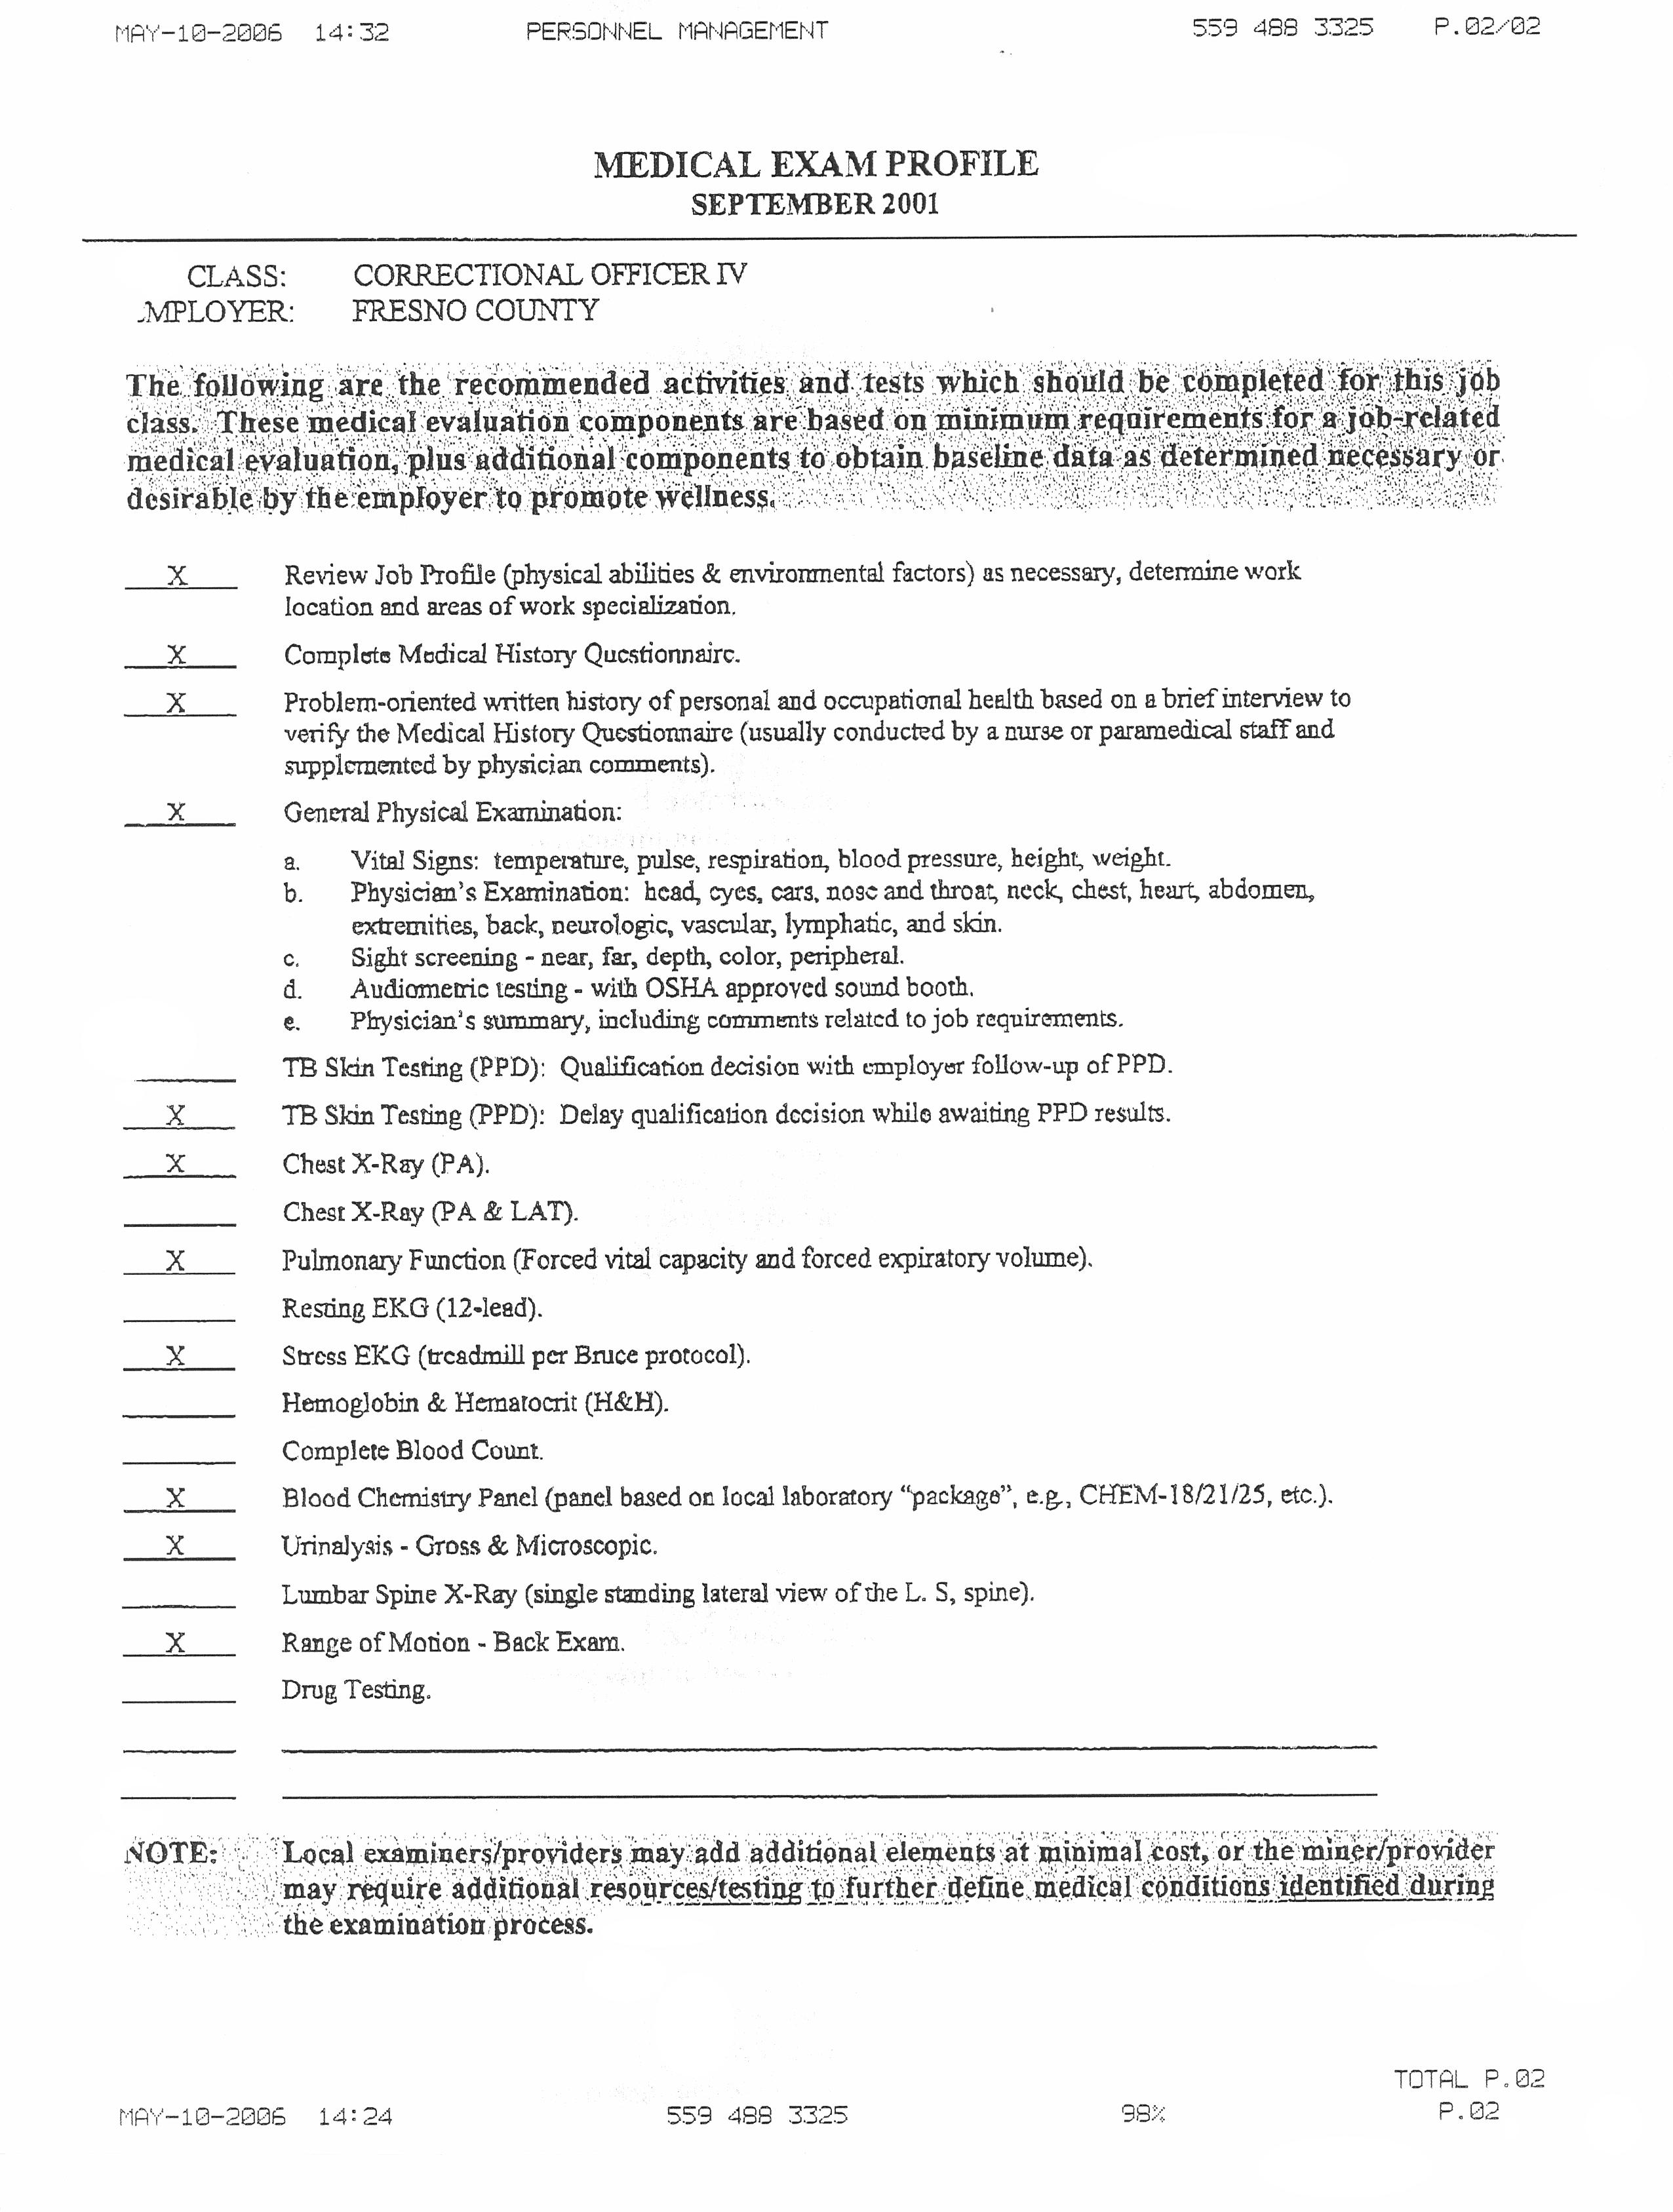 MAY-10-2006 14:32 PERSONNEL MANAGEMENT 559 488 3325 P.02/02
MEDICAL EXAM PROFILE
SEPTEMBER 2001
CLASS: CORRECTIONAL OFFICER IV
MPLOYER: FRESNO COUNTY
The following are the recommended activities and tests which should be completed for this job
class. These medical evaluation components are based on minimum requirements for a job-related
medical evaluation, plus additional components to obtain baseline data as determined necessary or
desirable by the employer to promote wellness.
X Review Job Profile (physical abilities & environmental factors) as necessary, determine work
location and areas of work specialization.
X Complete Medical History Questionnaire.
X Problem-oriented written history of personal and occupational health based on a brief interview to
verify the Medical History Questionnaire (usually conducted by a nurse or paramedical staff and
supplemented by physician comments).
X General Physical Examination:
a. Vital Signs: temperature, pulse, respiration, blood pressure, height, weight.
b. Physician's Examination: head, eyes, ears, nose and throat, neck, chest, heart, abdomen,
extremities, back, neurologic, vascular, lymphatic, and skin.
c. Sight screening - near, far, depth, color, peripheral.
d. Audiometric testing - with OSHA approved sound booth.
e. Physician's summary, including comments related to job requirements.
TB Skin Testing (PPD): Qualification decision with employer follow-up of PPD.
X TB Skin Testing (PPD): Delay qualification decision while awaiting PPD results.
X Chest X-Ray (PA).
Chest X-Ray (PA & LAT).
X Pulmonary Function (Forced vital capacity and forced expiratory volume).
Resting EKG (12-lead).
X Stress EKG (treadmill per Bruce protocol).
Hemoglobin & Hematocrit (H&H).
Complete Blood Count.
X Blood Chemistry Panel (panel based on local laboratory "package", e.g., CHEM-18/21/25, etc.).
X Urinalysis - Gross & Microscopic.
Lumbar Spine X-Ray (single standing lateral view of the L. S, spine).
X Range of Motion - Back Exam.
Drug Testing.
NOTE: Local examiners/providers may add additional elements at minimal cost, or the miner/provider
may require additional resources/testing to further define medical conditions identified during
the examination process.
TOTAL P.02
MAY-10-2006 14:24 559 488 3325 98% P.02